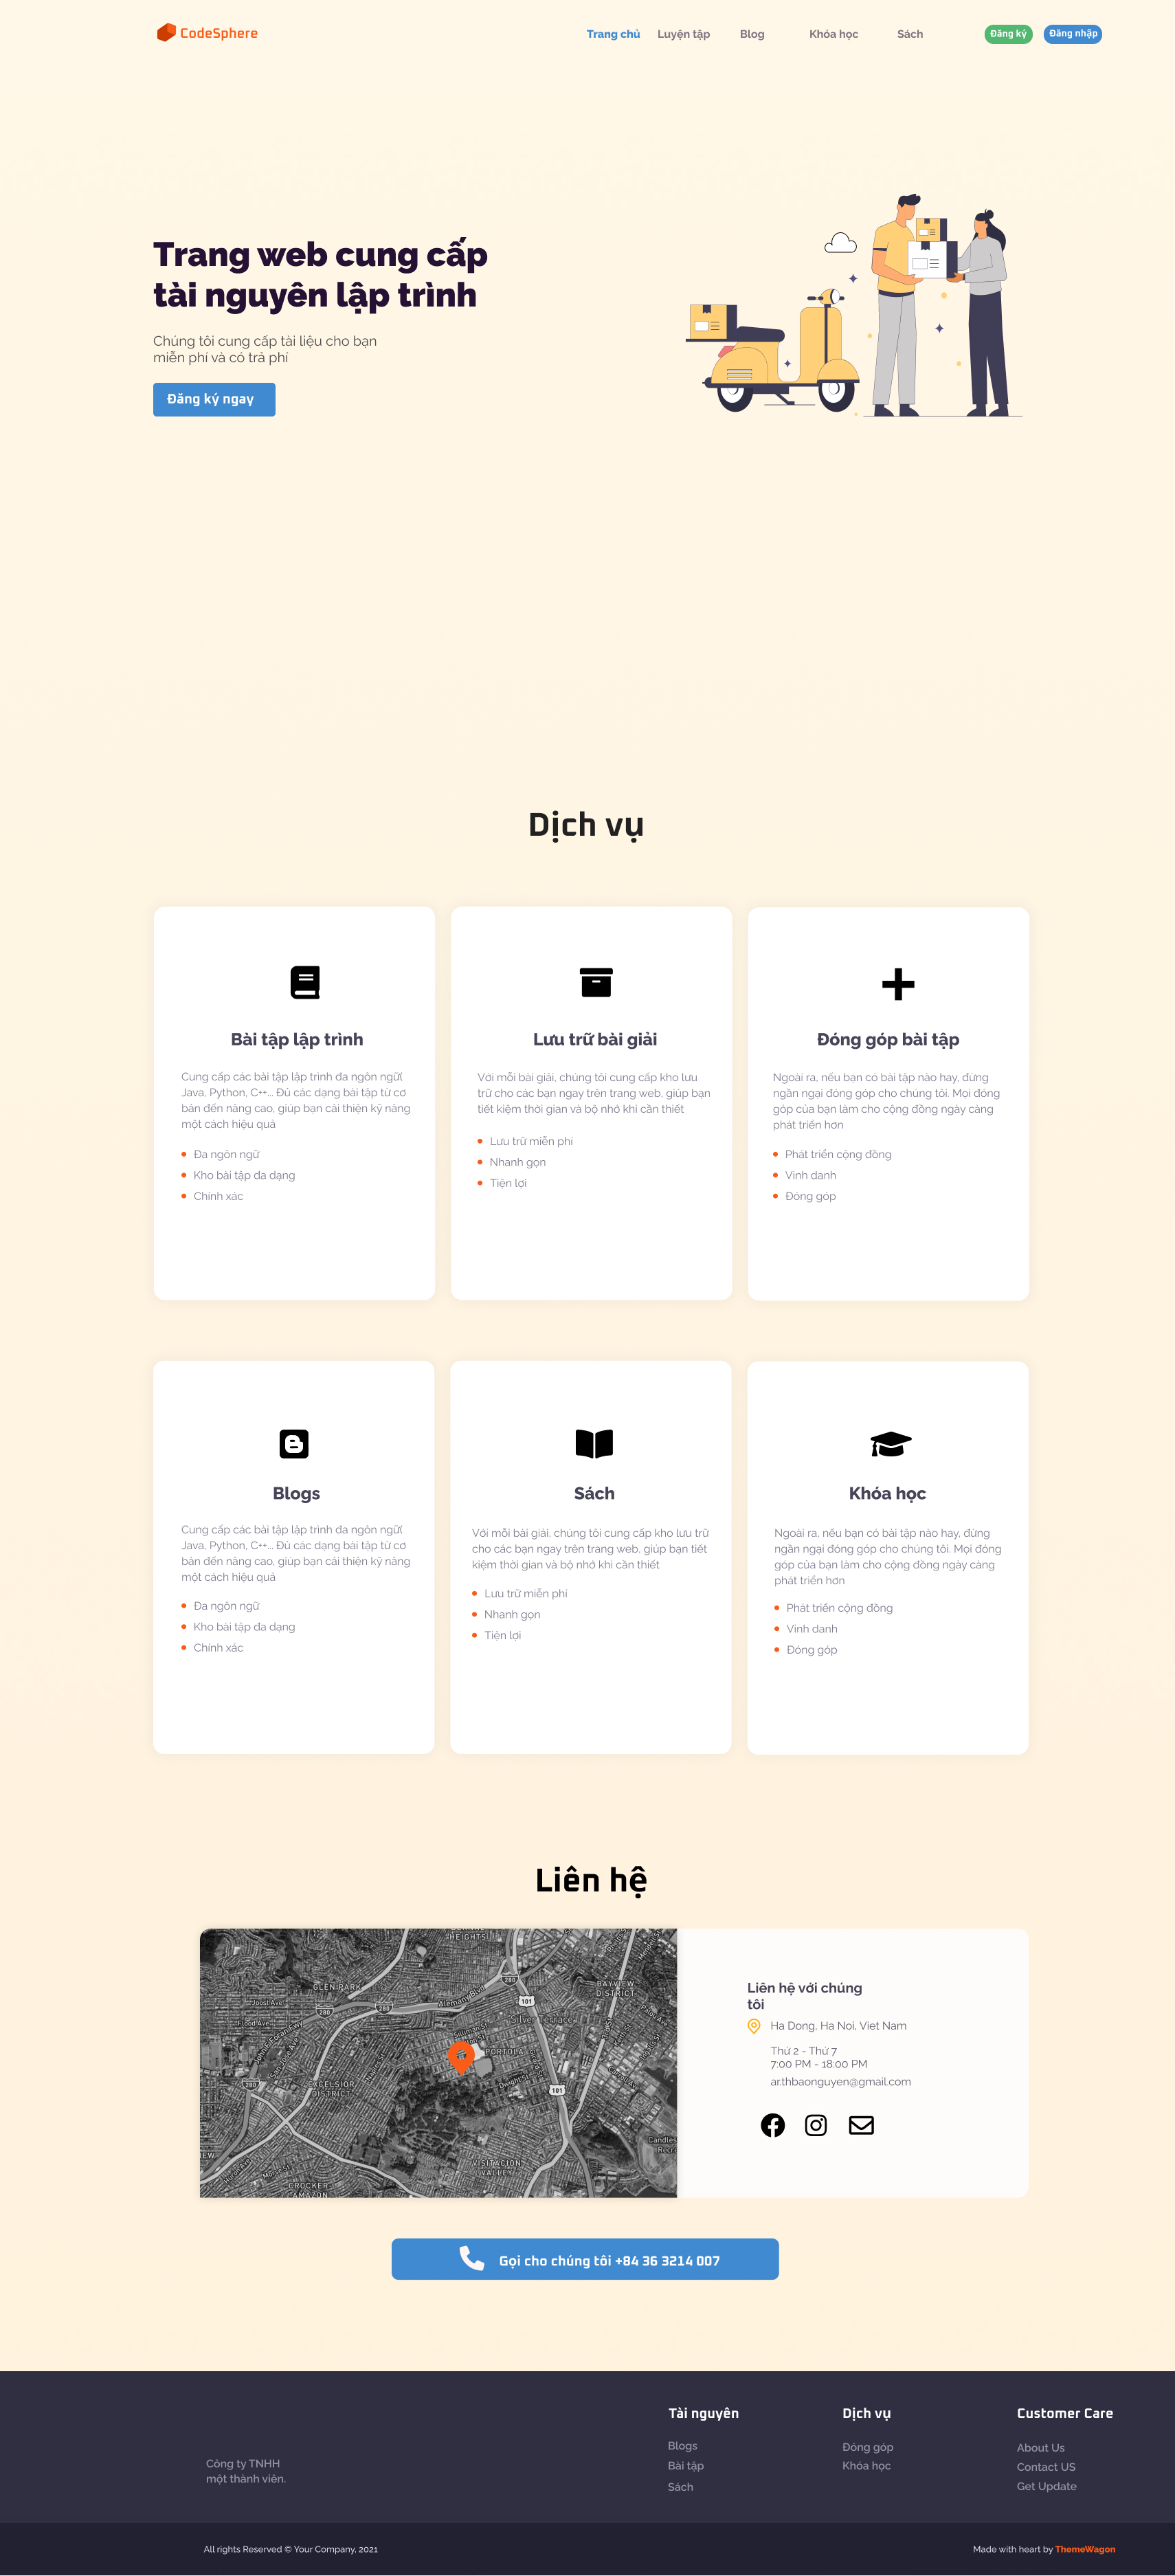 CodeSphere
Trang chủ Luyện tập Blog Khóa học Sách Đăng ký Đăng nhập
Trang web cung cấp
tài nguyên lập trình
Chúng tôi cung cấp tài liệu cho bạn
miễn phí và có trả phí
Đăng ký ngay
Dịch vụ
Bài tập lập trình
Cung cấp các bài tập lập trình đa ngôn ngữ(
Java, Python, C++... Đủ các dạng bài tập từ cơ
bản đến nâng cao, giúp bạn cải thiện kỹ năng
một cách hiệu quả
Đa ngôn ngữ
Kho bài tập đa dạng
Chính xác
Lưu trữ bài giải
Với mỗi bài giải, chúng tôi cung cấp kho lưu
trữ cho các bạn ngay trên trang web, giúp bạn
tiết kiệm thời gian và bộ nhớ khi cần thiết
Lưu trữ miễn phí
Nhanh gọn
Tiện lợi
Đóng góp bài tập
Ngoài ra, nếu bạn có bài tập nào hay, đừng
ngần ngại đóng góp cho chúng tôi. Mọi đóng
góp của bạn làm cho cộng đồng ngày càng
phát triển hơn
Phát triển cộng đồng
Vinh danh
Đóng góp
Blogs
Cung cấp các bài tập lập trình đa ngôn ngữ(
Java, Python, C++... Đủ các dạng bài tập từ cơ
bản đến nâng cao, giúp bạn cải thiện kỹ năng
một cách hiệu quả
Đa ngôn ngữ
Kho bài tập đa dạng
Chính xác
Sách
Với mỗi bài giải, chúng tôi cung cấp kho lưu trữ
cho các bạn ngay trên trang web, giúp bạn tiết
kiệm thời gian và bộ nhớ khi cần thiết
Lưu trữ miễn phí
Nhanh gọn
Tiện lợi
Khóa học
Ngoài ra, nếu bạn có bài tập nào hay, đừng
ngần ngại đóng góp cho chúng tôi. Mọi đóng
góp của bạn làm cho cộng đồng ngày càng
phát triển hơn
Phát triển cộng đồng
Vinh danh
Đóng góp
Liên hệ
HEIGHTS
GLEN PARK
280
BAYVIEW
DISTRICT
Joost Ave
280
280
Alemany Blvd
101
Flood Ave
Silver Terrace
PORTOLA
280
EXCELSIOR
DISTRICT
101
Candles
Recr
VISITACION
VALLEY
CROCKER
AMAZON
Liên hệ với chúng
tôi
Ha Dong, Ha Noi, Viet Nam
Thứ 2 - Thứ 7
7:00 PM - 18:00 PM
ar.thbaonguyen@gmail.com
Gọi cho chúng tôi +84 36 3214 007
Công ty TNHH
một thành viên.
Tài nguyên
Blogs
Bài tập
Sách
Dịch vụ
Đóng góp
Khóa học
Customer Care
About Us
Contact US
Get Update
All rights Reserved © Your Company, 2021
Made with heart by ThemeWagon